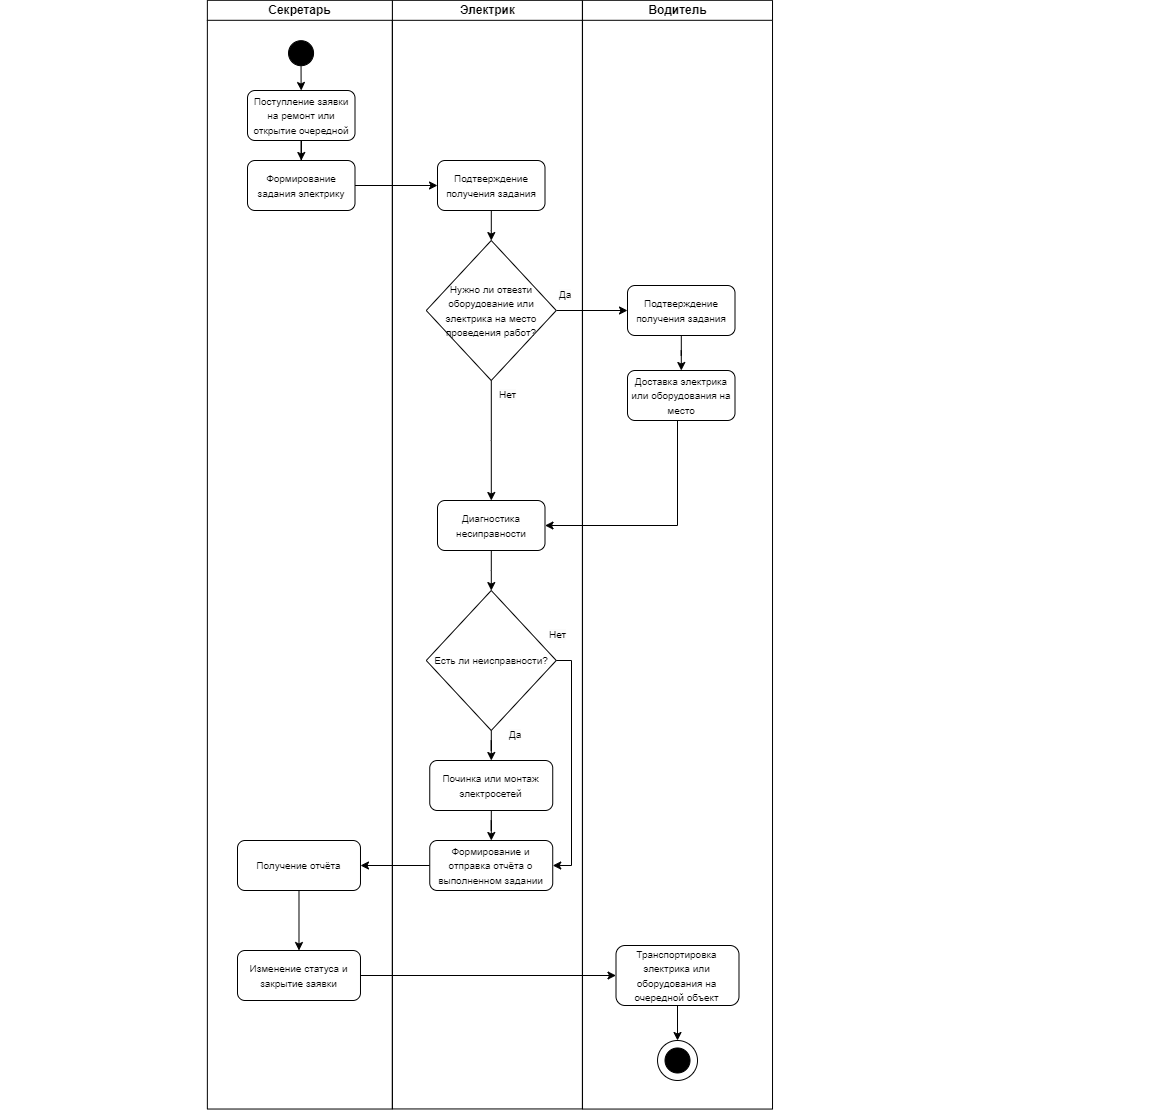 Секретарь
Электрик
Водитель
Поступление заявки
на ремонт или
открытие очередной
Формирование
задания электрику
Подтверждение
получения задания
Нужно ли отвезти
оборудование или
электрика на место
проведения работ?
Да
Подтверждение
получения задания
Доставка электрика
или оборудования на
место
Нет
Диагностика
несиправности
Нет
Есть ли неисправности?
Да
Починка или монтаж
электросетей
Формирование и
отправка отчёта о
выполненном задании
Получение отчёта
Изменение статуса и
закрытие заявки
Транспортировка
электрика или
оборудования на
очередной объект